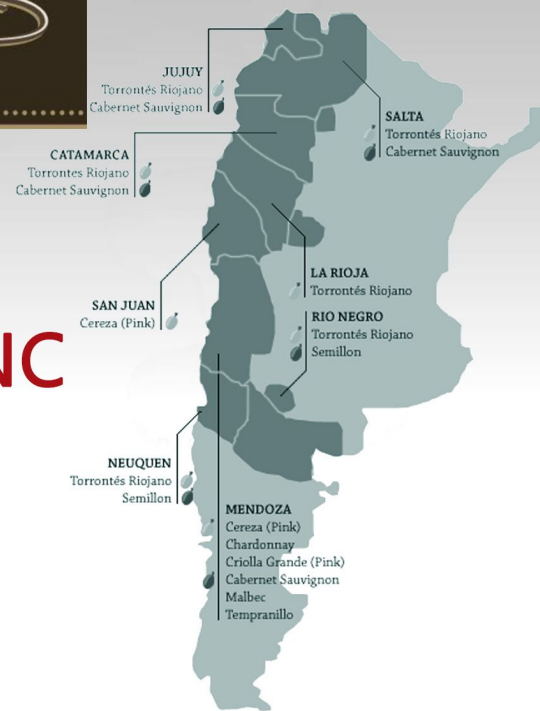 JUJUY
Torrontés Riojano
Cabernet Sauvignon
SALTA
Torrontés Riojano
Cabernet Sauvignon
CATAMARCA
Torrontes Riojano
Cabernet Sauvignon
LA RIOJA
Torrontés Riojano
SAN JUAN
Cereza (Pink)
RIO NEGRO
Torrontés Riojano
Semillon
NC
NEUQUEN
Torrontés Riojano
Semillon
MENDOZA
Cereza (Pink)
Chardonnay
Criolla Grande (Pink)
Cabernet Sauvignon
Malbec
Tempranillo